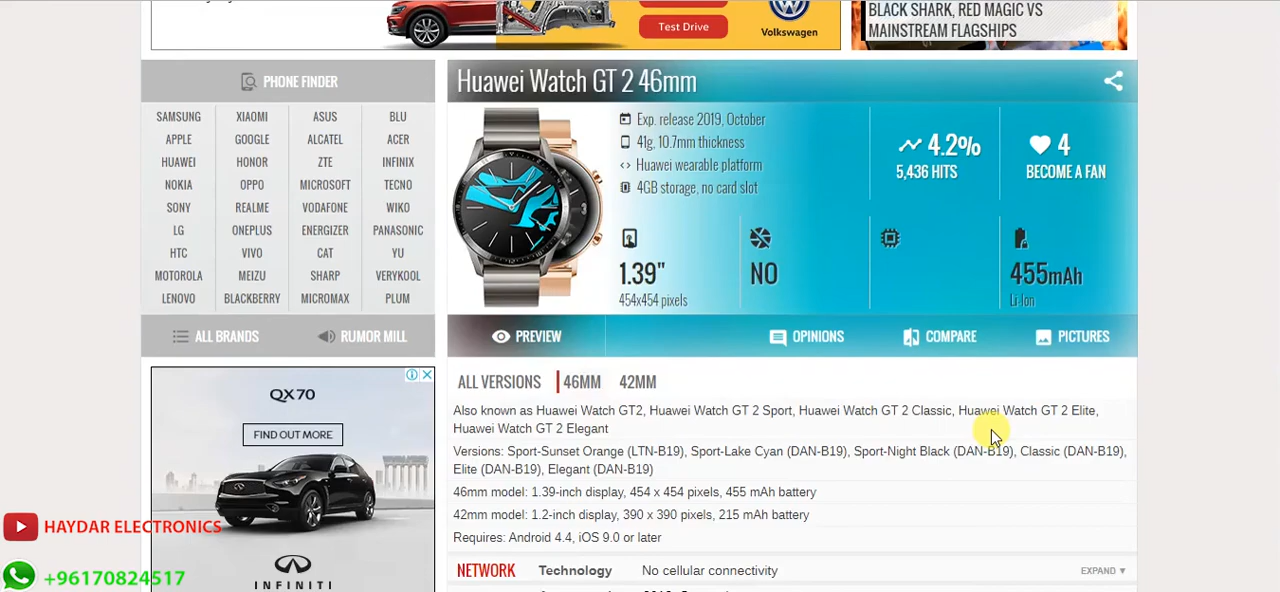 BLACK SHARK, RED MAGIC VS
MAINSTREAM FLAGSHIPS
Test Drive
Volkswagen
PHONE FINDER
SAMSUNG XIAOMI ASUS BLU
APPLE GOOGLE ALCATEL ACER
HUAWEI HONOR ZTE INFINIX
NOKIA OPPO MICROSOFT TECNO
SONY REALME VODAFONE WIKO
LG ONEPLUS ENERGIZER PANASONIC
HTC VIVO CAT YU
MOTOROLA MEIZU SHARP VERYKOOL
LENOVO BLACKBERRY MICROMAX PLUM
ALL BRANDS RUMOR MILL
Huawei Watch GT 2 46mm
Exp. release 2019, October
41g, 10.7mm thickness
Huawei wearable platform
4GB storage, no card slot
4.2%
5,436 HITS
4
BECOME A FAN
1.39"
454x454 pixels
NO
455mAh
Li-Ion
PREVIEW OPINIONS COMPARE PICTURES
ALL VERSIONS 46MM 42MM
Also known as Huawei Watch GT2, Huawei Watch GT 2 Sport, Huawei Watch GT 2 Classic, Huawei Watch GT 2 Elite,
Huawei Watch GT 2 Elegant
Versions: Sport-Sunset Orange (LTN-B19), Sport-Lake Cyan (DAN-B19), Sport-Night Black (DAN-B19), Classic (DAN-B19),
Elite (DAN-B19), Elegant (DAN-B19)
46mm model: 1.39-inch display, 454 x 454 pixels, 455 mAh battery
42mm model: 1.2-inch display, 390 x 390 pixels, 215 mAh battery
Requires: Android 4.4, iOS 9.0 or later
NETWORK Technology No cellular connectivity EXPAND ▼
QX70
FIND OUT MORE
INFINITI
HAYDAR ELECTRONICS
+96170824517